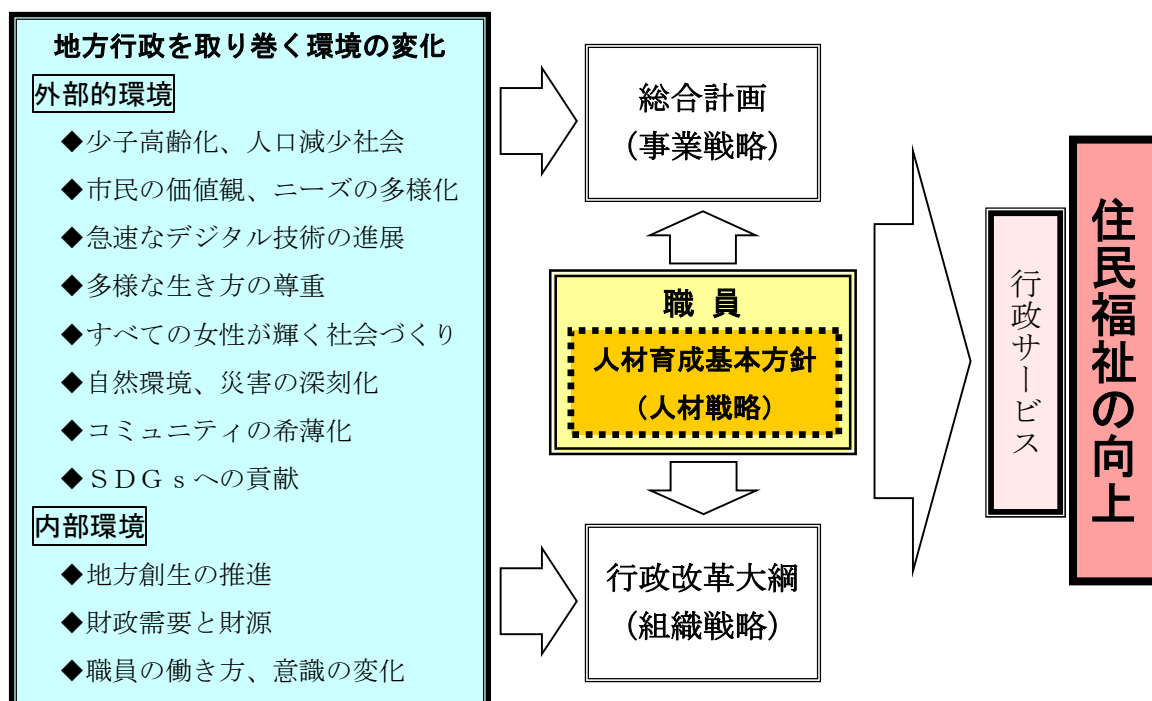 地方行政を取り巻く環境の変化
外部的環境
◆少子高齢化、人口減少社会
◆市民の価値観、ニーズの多様化
◆急速なデジタル技術の進展
◆多様な生き方の尊重
◆すべての女性が輝く社会づくり
◆自然環境、災害の深刻化
◆コミュニティの希薄化
◆ＳＤＧｓへの貢献
内部環境
◆地方創生の推進
◆財政需要と財源
◆職員の働き方、意識の変化
総合計画
（事業戦略）
職 員
人材育成基本方針
（人材戦略）
行政改革大綱
（組織戦略）
行政サービス
住民福祉の向上